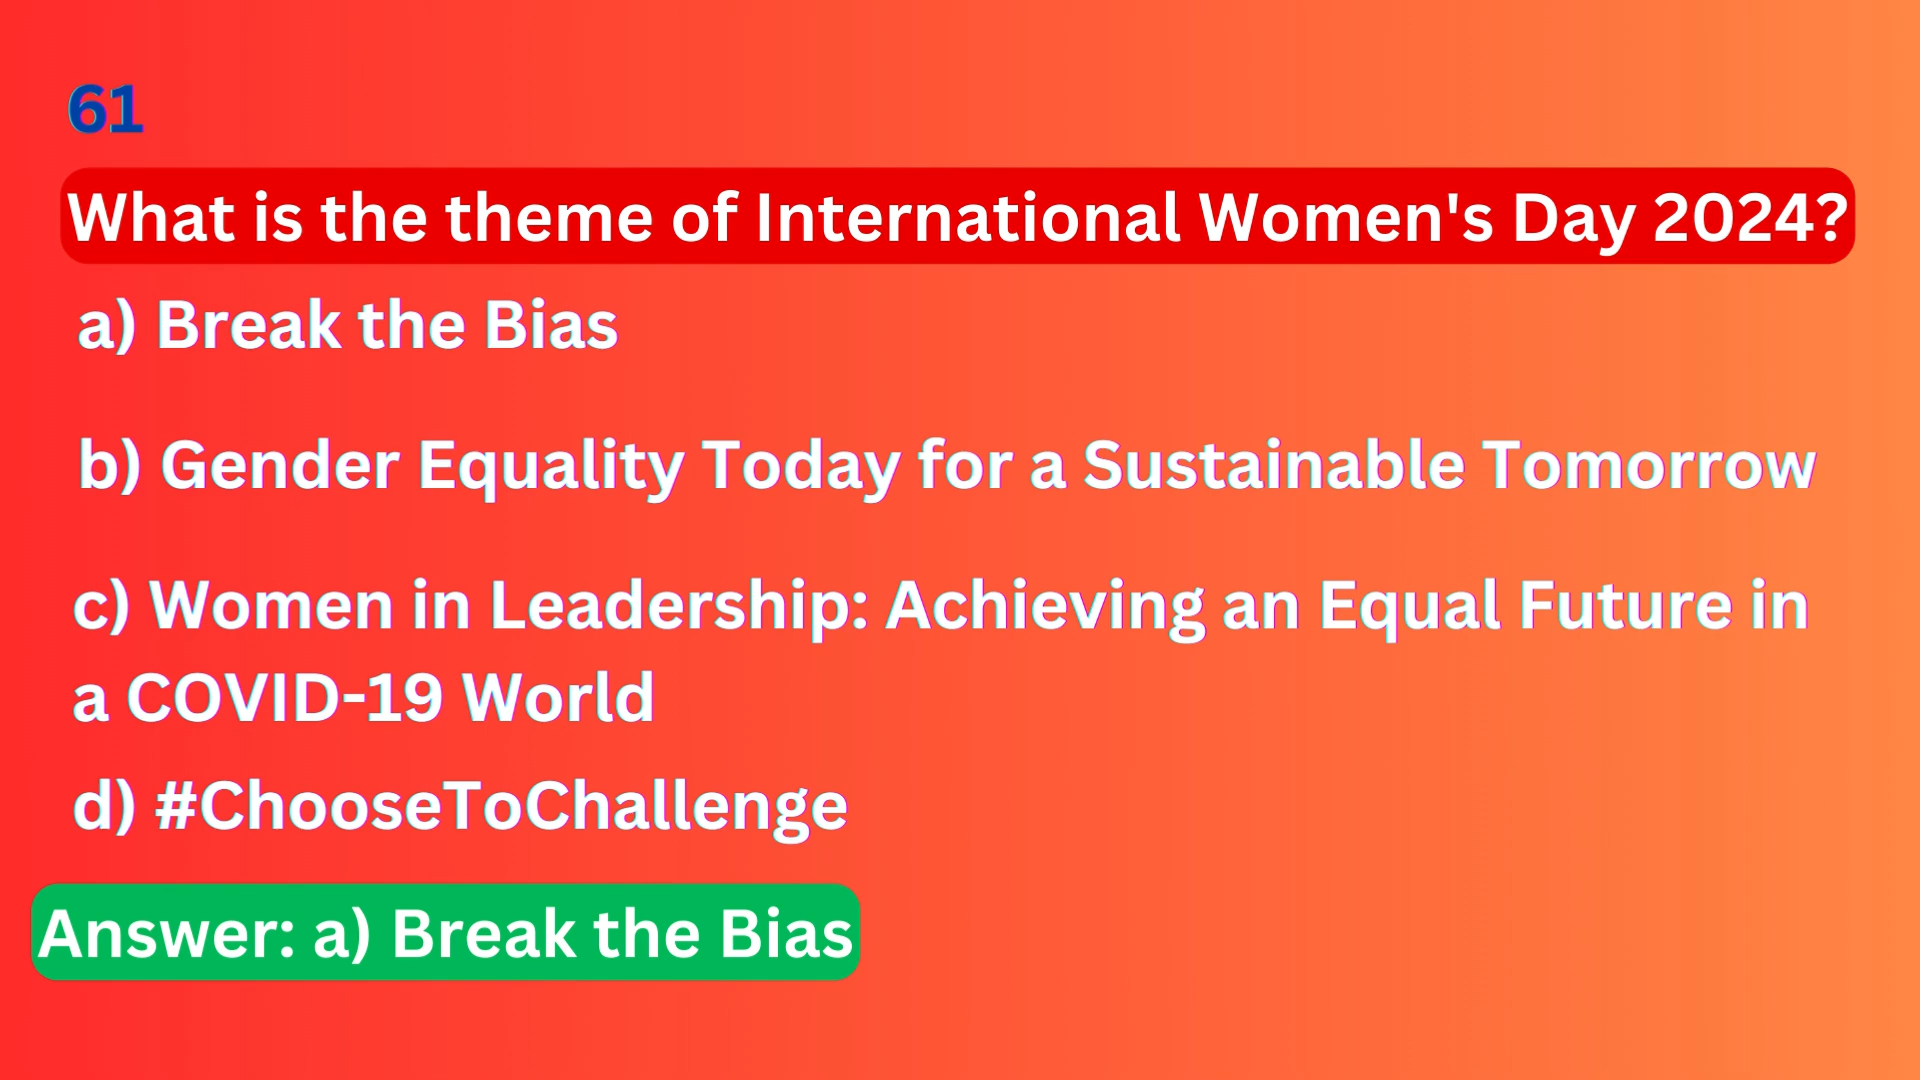 61
What is the theme of International Women's Day 2024?
a) Break the Bias
b) Gender Equality Today for a Sustainable Tomorrow
c) Women in Leadership: Achieving an Equal Future in
a COVID-19 World
d) #ChooseToChallenge
Answer: a) Break the Bias